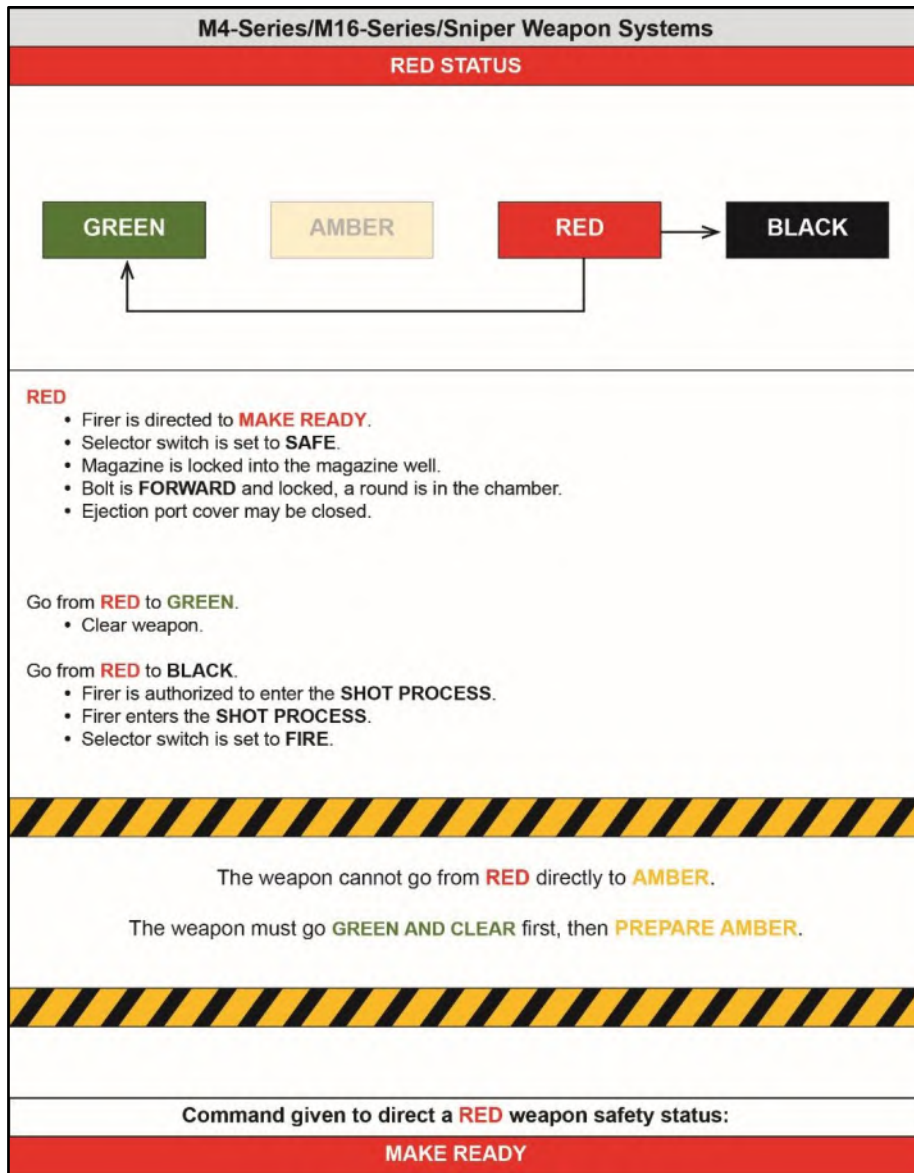 M4-Series/M16-Series/Sniper Weapon Systems
RED STATUS
GREEN
AMBER
RED
BLACK
RED
• Firer is directed to MAKE READY.
• Selector switch is set to SAFE.
• Magazine is locked into the magazine well.
• Bolt is FORWARD and locked, a round is in the chamber.
• Ejection port cover may be closed.
Go from RED to GREEN.
• Clear weapon.
Go from RED to BLACK.
• Firer is authorized to enter the SHOT PROCESS.
• Firer enters the SHOT PROCESS.
• Selector switch is set to FIRE.
The weapon cannot go from RED directly to AMBER.
The weapon must go GREEN AND CLEAR first, then PREPARE AMBER.
Command given to direct a RED weapon safety status:
MAKE READY